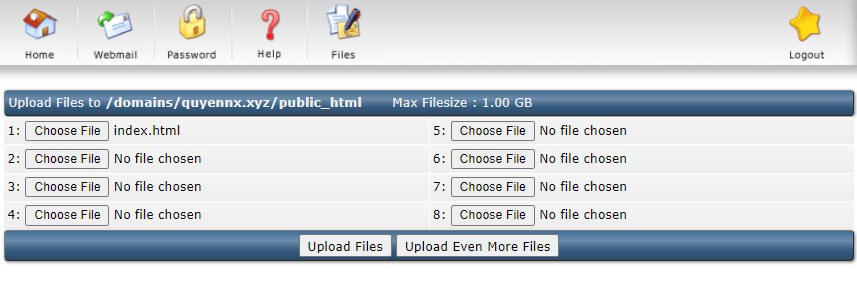 Home Webmail Password Help Files Logout
Upload Files to /domains/quyennx.xyz/public_html Max Filesize : 1.00 GB
1: Choose File index.html 5: Choose File No file chosen
2: Choose File No file chosen 6: Choose File No file chosen
3: Choose File No file chosen 7: Choose File No file chosen
4: Choose File No file chosen 8: Choose File No file chosen
Upload Files Upload Even More Files